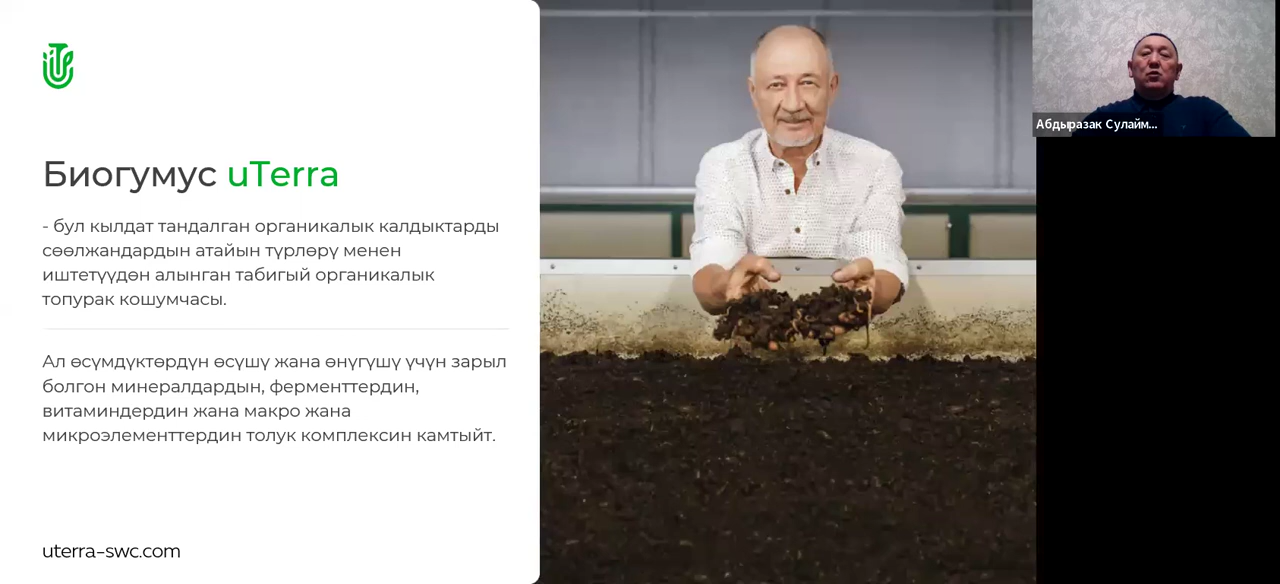 Биогумус uTerra
- бул кылдат тандалган органикалык калдыктарды
сөөлжандардын атайын түрлөрү менен
иштетүүдөн алынган табигый органикалык
топурак кошумчасы.
Ал өсүмдүктөрдүн өсүшү жана өнүгүшү үчүн зарыл
болгон минералдардын, ферменттердин,
витаминдердин жана макро жана
микроэлементтердин толук комплексин камтыйт.
uterra-swc.com
Абдыразак Сулайм...